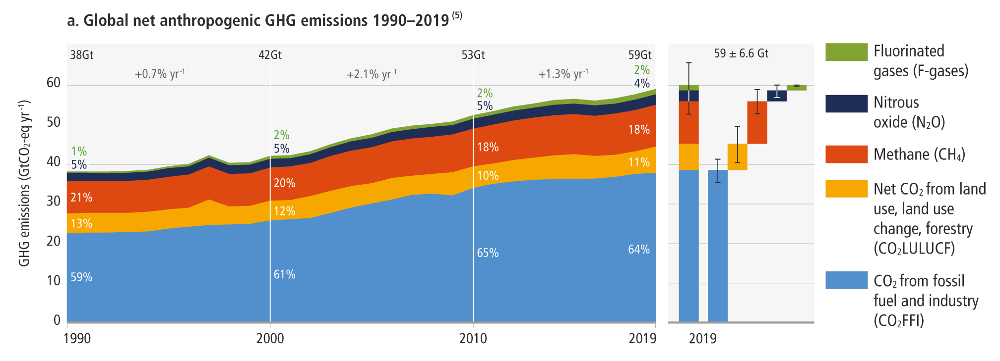 a. Global net anthropogenic GHG emissions 1990–2019 (5)
38Gt 42Gt 53Gt 59Gt
+0.7% yr-1 +2.1% yr-1 +1.3% yr-1
GHG emissions (GtCO2-eq yr-1)
60
50
40
30
20
10
0
1%
5%
21%
13%
59%
2%
5%
20%
12%
61%
2%
5%
18%
10%
65%
2%
4%
18%
11%
64%
1990 2000 2010 2019
59 ± 6.6 Gt
2019
Fluorinated
gases (F-gases)
Nitrous
oxide (N2O)
Methane (CH4)
Net CO2 from land
use, land use
change, forestry
(CO2LULUCF)
CO2 from fossil
fuel and industry
(CO2FFI)